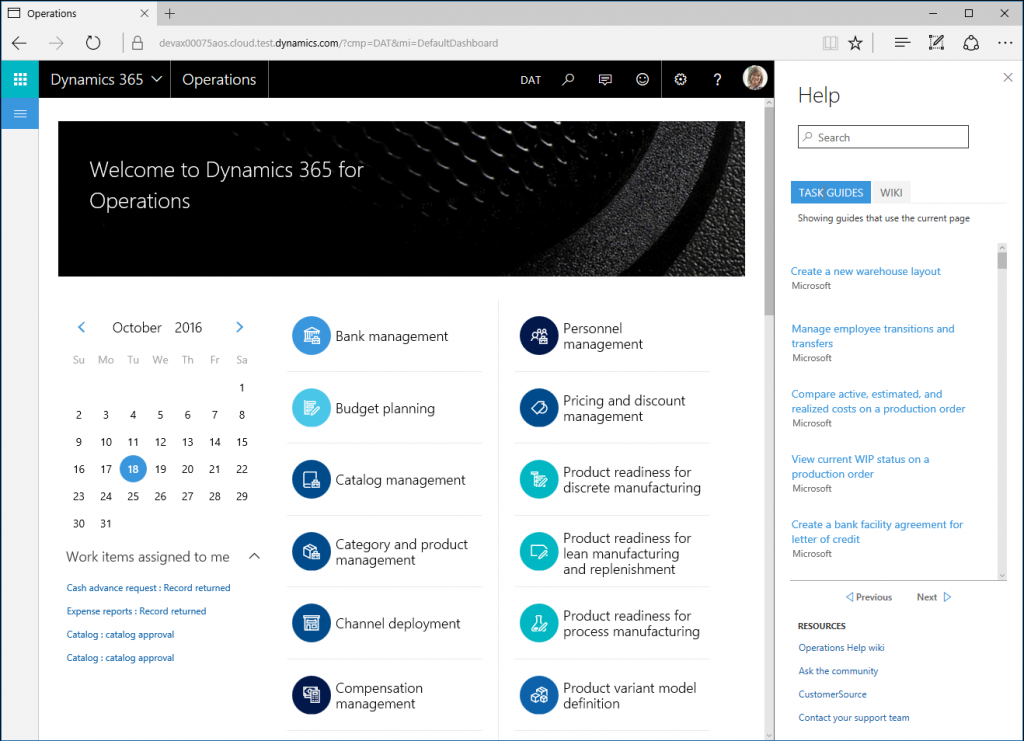 Operations
devax00075aos.cloud.test.dynamics.com/?cmp=DAT&mi=DefaultDashboard
Dynamics 365
Operations
DAT
?
Welcome to Dynamics 365 for
Operations
October 2016
Su Mo Tu We Th Fr Sa
1
2 3 4 5 6 7 8
9 10 11 12 13 14 15
16 17 18 19 20 21 22
23 24 25 26 27 28 29
30 31
Work items assigned to me
Cash advance request : Record returned
Expense reports : Record returned
Catalog : catalog approval
Catalog : catalog approval
Bank management
Budget planning
Catalog management
Category and product
management
Channel deployment
Compensation
management
Personnel
management
Pricing and discount
management
Product readiness for
discrete manufacturing
Product readiness for
lean manufacturing
and replenishment
Product readiness for
process manufacturing
Product variant model
definition
Help
Search
TASK GUIDES
WIKI
Showing guides that use the current page
Create a new warehouse layout
Microsoft
Manage employee transitions and
transfers
Microsoft
Compare active, estimated, and
realized costs on a production order
Microsoft
View current WIP status on a
production order
Microsoft
Create a bank facility agreement for
letter of credit
Microsoft
Previous
Next
RESOURCES
Operations Help wiki
Ask the community
CustomerSource
Contact your support team